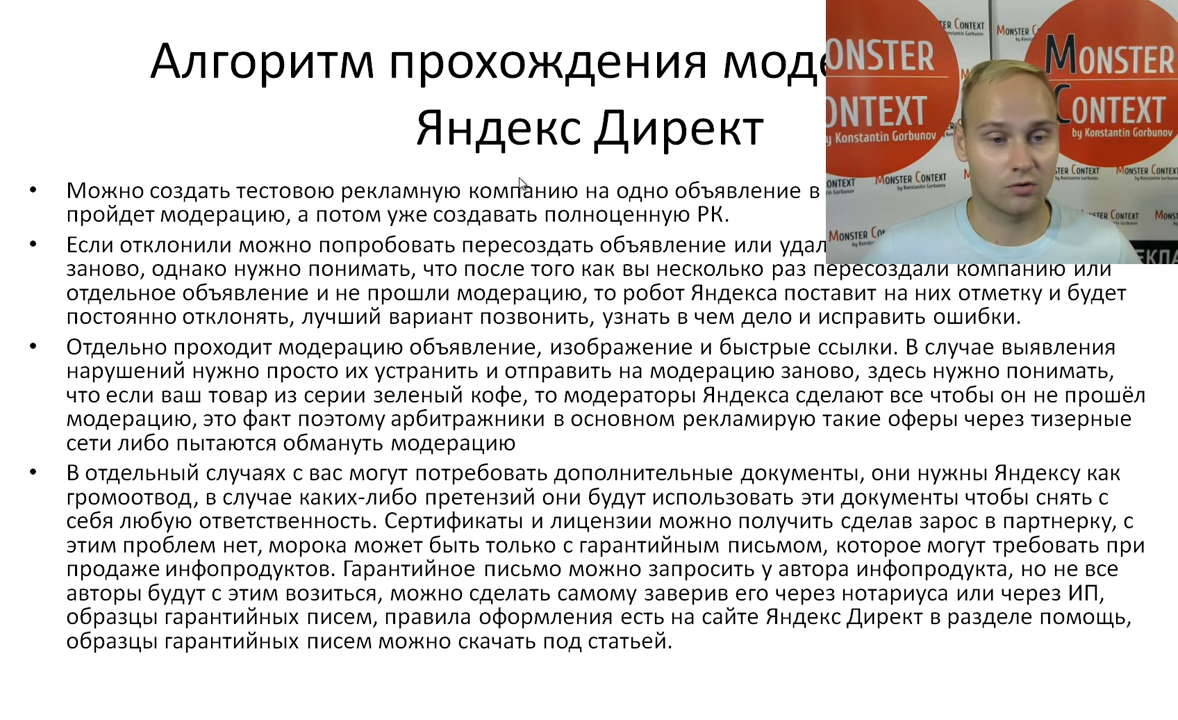 Алгоритм прохождения
Яндекс Директ
• Можно создать тестовою рекламную компанию на одно объявление в
пройдет модерацию, а потом уже создавать полноценную РК.
• Если отклонили можно попробовать пересоздать объявление или
заново, однако нужно понимать, что после того как вы несколько раз пересоздали компанию или
отдельное объявление и не прошли модерацию, то робот Яндекса поставит на них отметку и будет
постоянно отклонять, лучший вариант позвонить, узнать в чем дело и исправить ошибки.
• Отдельно проходит модерацию объявление, изображение и быстрые ссылки. В случае выявления
нарушений нужно просто их устранить и отправить на модерацию заново, здесь нужно понимать,
что если ваш товар из серии зеленый кофе, то модераторы Яндекса сделают все чтобы он не прошёл
модерацию, это факт поэтому арбитражники в основном рекламирую такие оферы через тизерные
сети либо пытаются обмануть модерацию
• В отдельный случаях с вас могут потребовать дополнительные документы, они нужны Яндексу как
громоотвод, в случае каких-либо претензий они будут использовать эти документы чтобы снять с
себя любую ответственность. Сертификаты и лицензии можно получить сделав зарос в партнерку, с
этим проблем нет, морока может быть только с гарантийным письмом, которое могут требовать при
продаже инфопродуктов. Гарантийное письмо можно запросить у автора инфопродукта, но не все
авторы будут с этим возиться, можно сделать самому заверив его через нотариуса или через ИП,
образцы гарантийных писем, правила оформления есть на сайте Яндекс Директ в разделе помощь,
образцы гарантийных писем можно скачать под статьей.
MONSTER
CONTEXT
by Konstantin Gorbunov